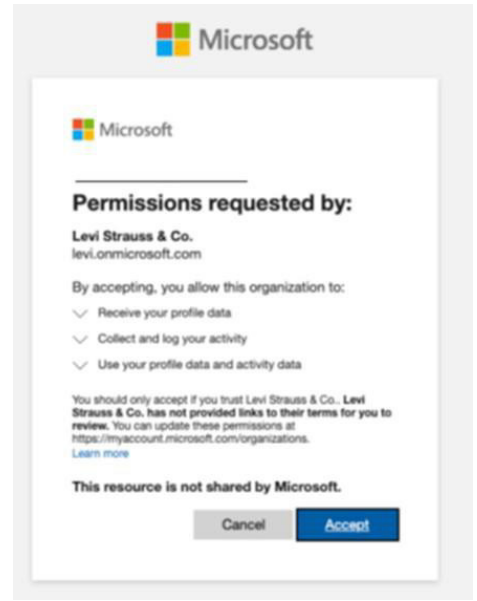 Microsoft
Microsoft
Permissions requested by:
Levi Strauss & Co.
levi.onmicrosoft.com
By accepting, you allow this organization to:
Receive your profile data
Collect and log your activity
Use your profile data and activity data
You should only accept if you trust Levi Strauss & Co.. Levi
Strauss & Co. has not provided links to their terms for you to
review. You can update these permissions at
https://myaccount.microsoft.com/organizations.
Learn more
This resource is not shared by Microsoft.
Cancel Accept